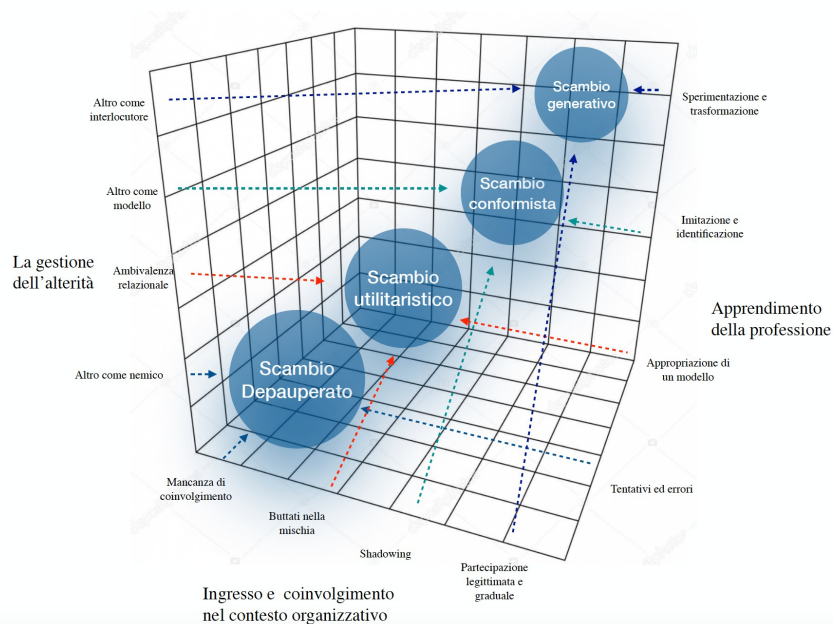 Scambio
generativo
Altro come
interlocutore
Sperimentazione e
trasformazione
Scambio
conformista
Altro come
modello
Imitazione e
identificazione
La gestione
dell'alterità
Ambivalenza
relazionale
Scambio
utilitaristico
Apprendimento
della professione
Appropriazione di
un modello
Altro come nemico
Scambio
Depauperato
Mancanza di
coinvolgimento
Tentativi ed errori
Buttati nella
mischia
Shadowing
Partecipazione
legittimata e
graduale
Ingresso e coinvolgimento
nel contesto organizzativo